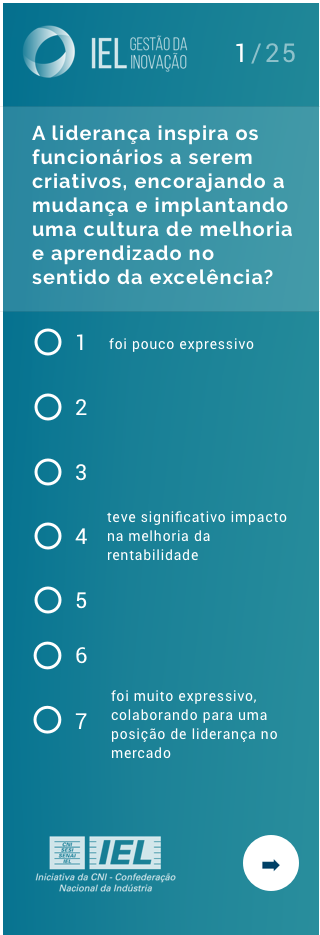 IEL GESTÃO DA
INOVAÇÃO
1/25
A liderança inspira os
funcionários a serem
criativos, encorajando a
mudança e implantando
uma cultura de melhoria
e aprendizado no
sentido da excelência?
1 foi pouco expressivo
2
3
4 teve significativo impacto
na melhoria da
rentabilidade
5
6
7 foi muito expressivo,
colaborando para uma
posição de liderança no
mercado
CNI
SESI
SENAI
IEL
IEL
Iniciativa da CNI - Confederação
Nacional da Indústria